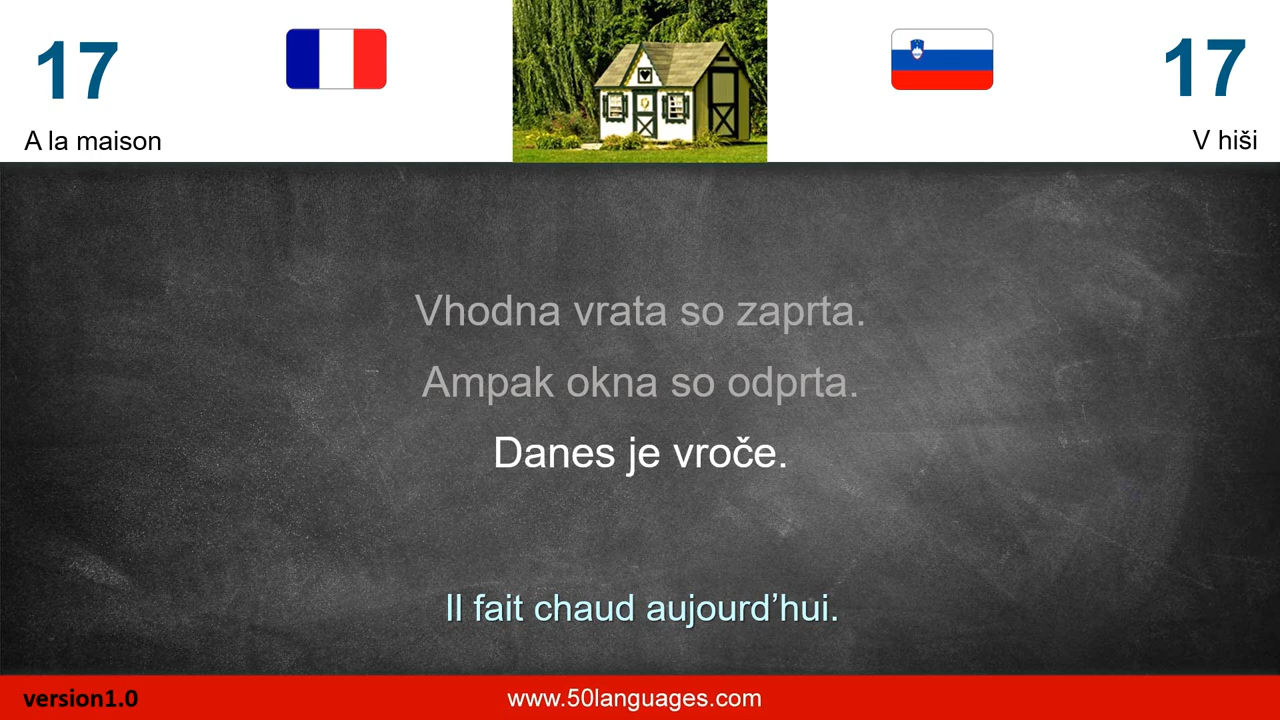 17
17
A la maison
V hiši
Vhodna vrata so zaprta.
Ampak okna so odprta.
Danes je vroče.
Il fait chaud aujourd’hui.
version1.0
www.50languages.com